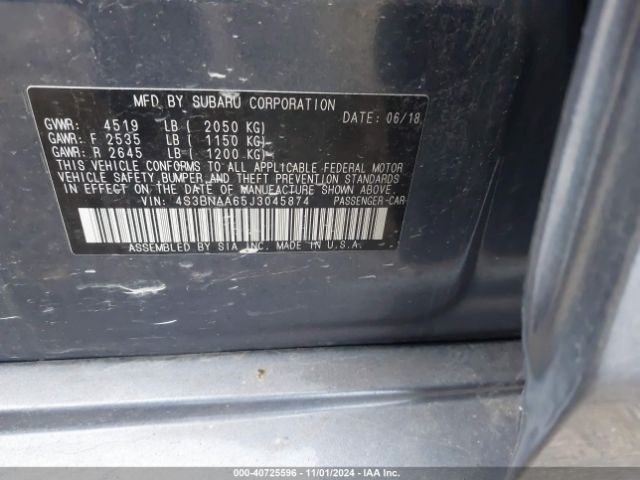 MFD. BY SUBARU CORPORATION
DATE: 06/18
GVWR: 4519 LB ( 2050 KG)
GAWR: F 2535 LB ( 1150 KG)
GAWR: R 2645 LB ( 1200 KG)
THIS VEHICLE CONFORMS TO ALL APPLICABLE FEDERAL MOTOR
VEHICLE SAFETY, BUMPER, AND THEFT PREVENTION STANDARDS
IN EFFECT ON THE DATE OF MANUFACTURE SHOWN ABOVE.
VIN: 4S3BNAA65J3045874 PASSENGER-CAR
ASSEMBLED BY SIA INC. MADE IN U.S.A.
000-40725596 - 11/01/2024 - IAA Inc.